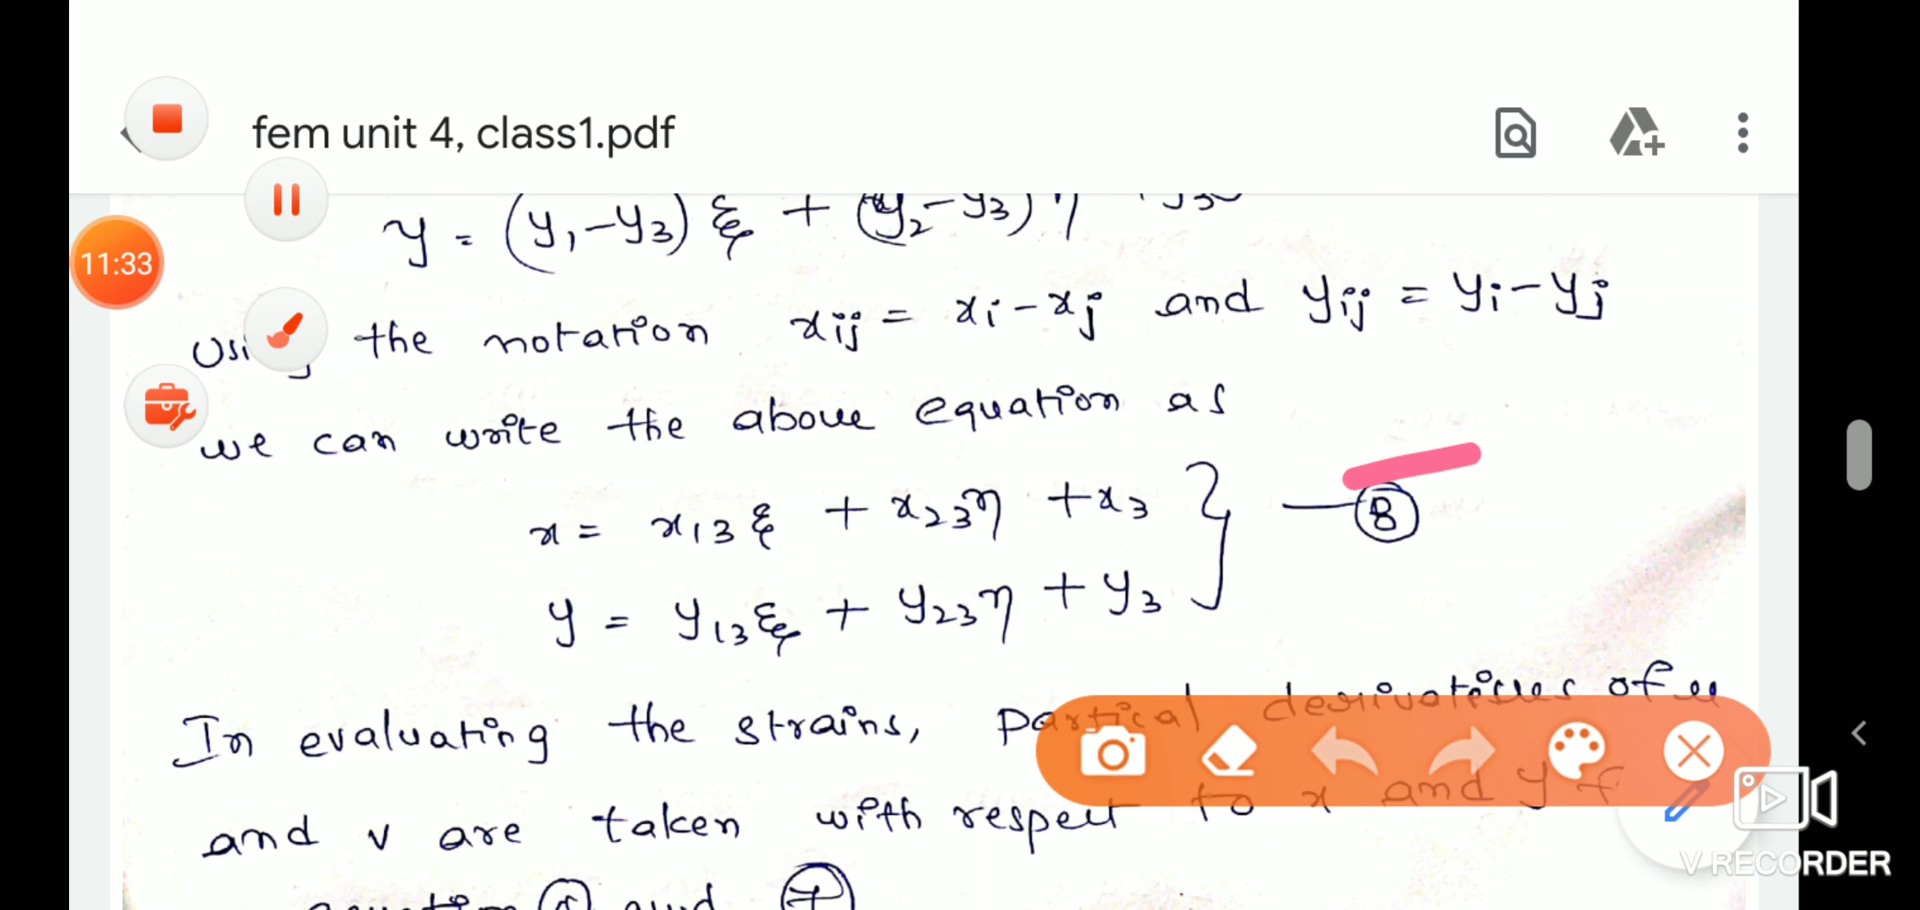 fem unit 4, class1.pdf
y = (y₁-y₃) ξ + (y₂-y₃) η
11:33
the notation xij = xi - xj and yij = yi - yj
we can write the above equation as
x = x₁₃ ξ + x₂₃ η + x₃ } — ⑧
y = y₁₃ ξ + y₂₃ η + y₃
In evaluating the strains, partial derivatives of u
and v are taken with respect to x and y
V RECORDER